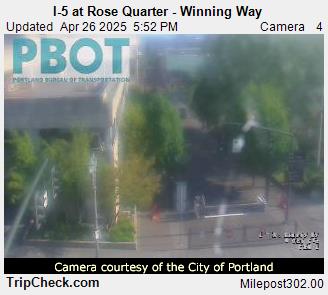 I-5 at Rose Quarter - Winning Way
Updated Apr 26 2025 5:52 PM Camera 4
PBOT
PORTLAND BUREAU OF TRANSPORTATION
Camera courtesy of the City of Portland
TripCheck.com Milepost302.00